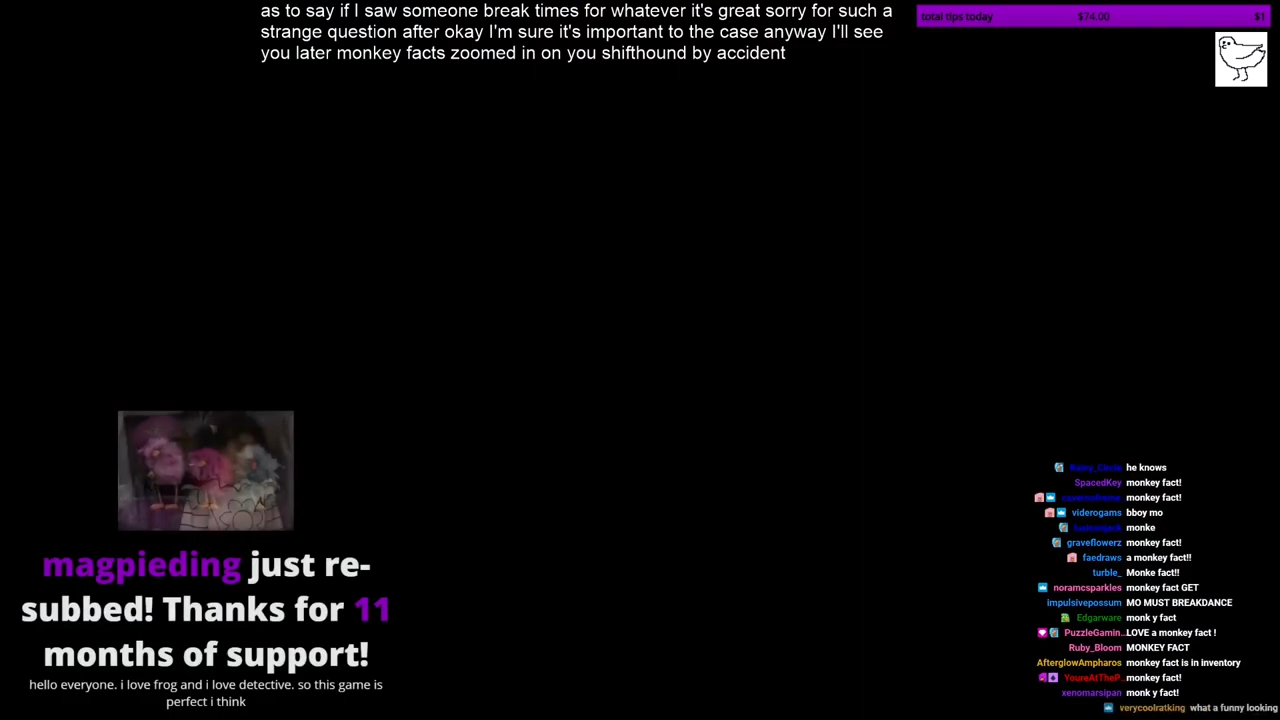 as to say if I saw someone break times for whatever it's great sorry for such a
strange question after okay I'm sure it's important to the case anyway I'll see
you later monkey facts zoomed in on you shifthound by accident
total tips today $74.00 $1
he knows
SpacedKey monkey fact!
monkey fact!
viderogams bboy mo
monke
graveflowerz monkey fact!
faedraws a monkey fact!!
turble_ Monke fact!!
noramcsparkles monkey fact GET
impulsivepossum MO MUST BREAKDANCE
Edgarware monk y fact
PuzzleGamin... LOVE a monkey fact !
Ruby_Bloom MONKEY FACT
AfterglowAmpharos monkey fact is in inventory
YoureAtTheP... monkey fact!
xenomarsipan monk y fact!
verycoolratking what a funny looking
magpieding just re-
subbed! Thanks for 11
months of support!
hello everyone. i love frog and i love detective. so this game is
perfect i think